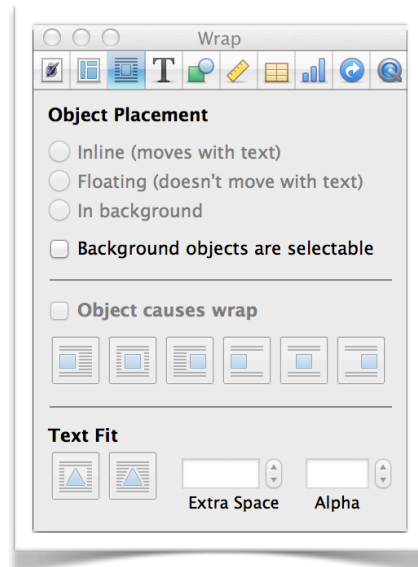 Wrap
T
Object Placement
Inline (moves with text)
Floating (doesn't move with text)
In background
Background objects are selectable
Object causes wrap
Text Fit
Extra Space
Alpha